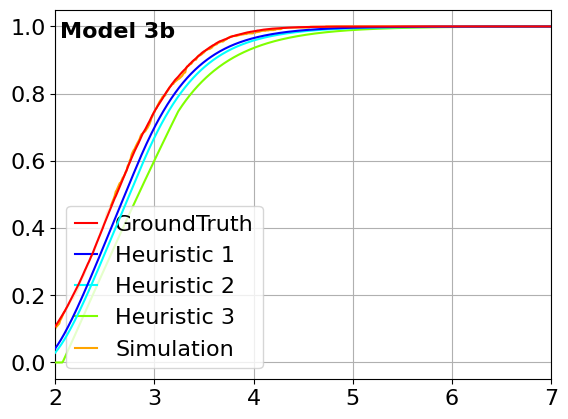 Model 3b
1.0
0.8
0.6
0.4
0.2
0.0
GroundTruth
Heuristic 1
Heuristic 2
Heuristic 3
Simulation
2 3 4 5 6 7